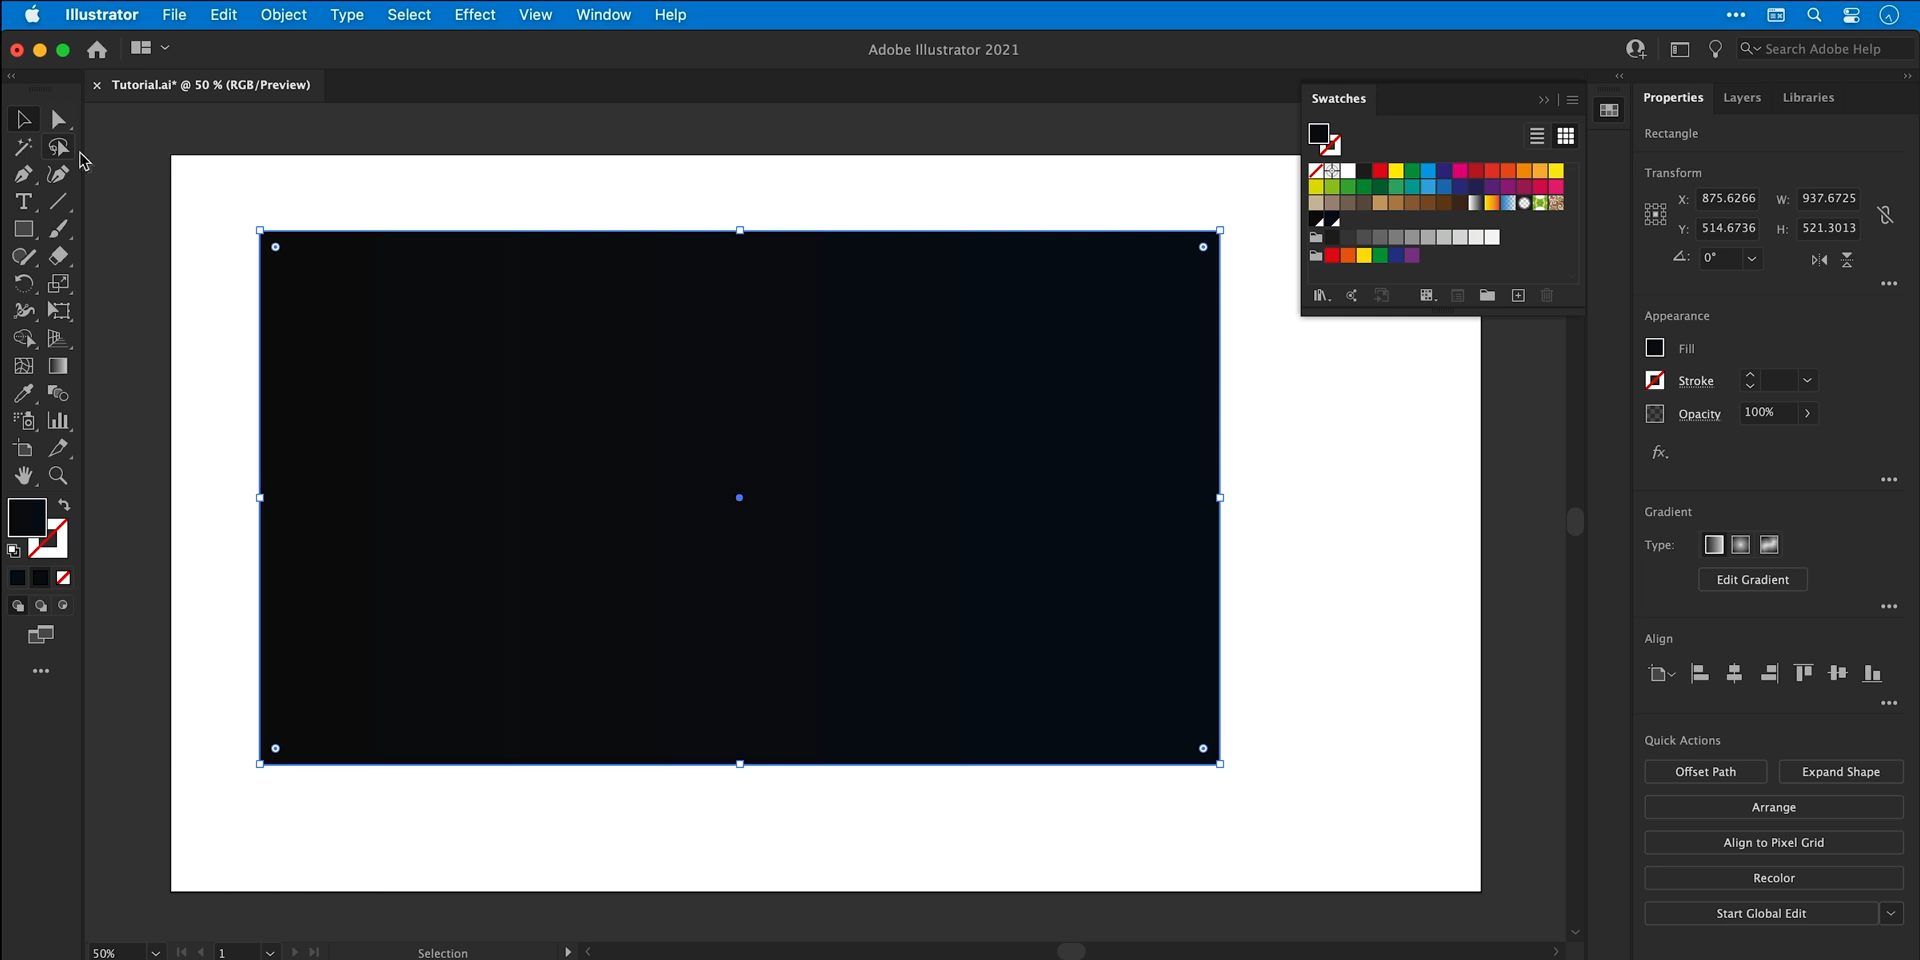 Illustrator File Edit Object Type Select Effect View Window Help
Adobe Illustrator 2021
Search Adobe Help
Tutorial.ai* @ 50 % (RGB/Preview)
Swatches
Properties Layers Libraries
Rectangle
Transform
X: 875.6266 W: 937.6725
Y: 514.6736 H: 521.3013
0°
Appearance
Fill
Stroke
Opacity 100%
fx.
Gradient
Type:
Edit Gradient
Align
Quick Actions
Offset Path Expand Shape
Arrange
Align to Pixel Grid
Recolor
Start Global Edit
50% 1 Selection